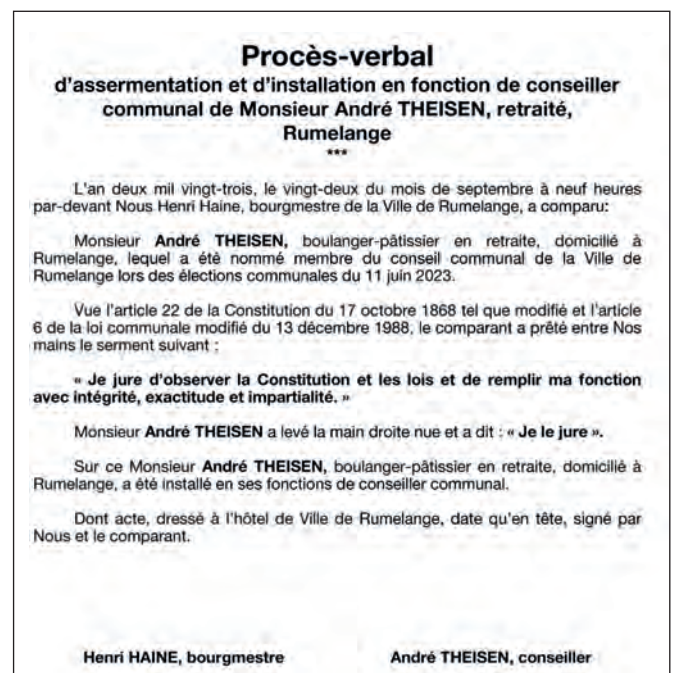 Procès-verbal
d'assermentation et d'installation en fonction de conseiller
communal de Monsieur André THEISEN, retraité,
Rumelange
***
L'an deux mil vingt-trois, le vingt-deux du mois de septembre à neuf heures
par-devant Nous Henri Haine, bourgmestre de la Ville de Rumelange, a comparu:
Monsieur André THEISEN, boulanger-pâtissier en retraite, domicilié à
Rumelange, lequel a été nommé membre du conseil communal de la Ville de
Rumelange lors des élections communales du 11 juin 2023.
Vue l'article 22 de la Constitution du 17 octobre 1868 tel que modifié et l'article
6 de la loi communale modifié du 13 décembre 1988, le comparant a prêté entre Nos
mains le serment suivant :
« Je jure d'observer la Constitution et les lois et de remplir ma fonction
avec intégrité, exactitude et impartialité. »
Monsieur André THEISEN a levé la main droite nue et a dit : « Je le jure ».
Sur ce Monsieur André THEISEN, boulanger-pâtissier en retraite, domicilié à
Rumelange, a été installé en ses fonctions de conseiller communal.
Dont acte, dressé à l'hôtel de Ville de Rumelange, date qu'en tête, signé par
Nous et le comparant.
Henri HAINE, bourgmestre André THEISEN, conseiller